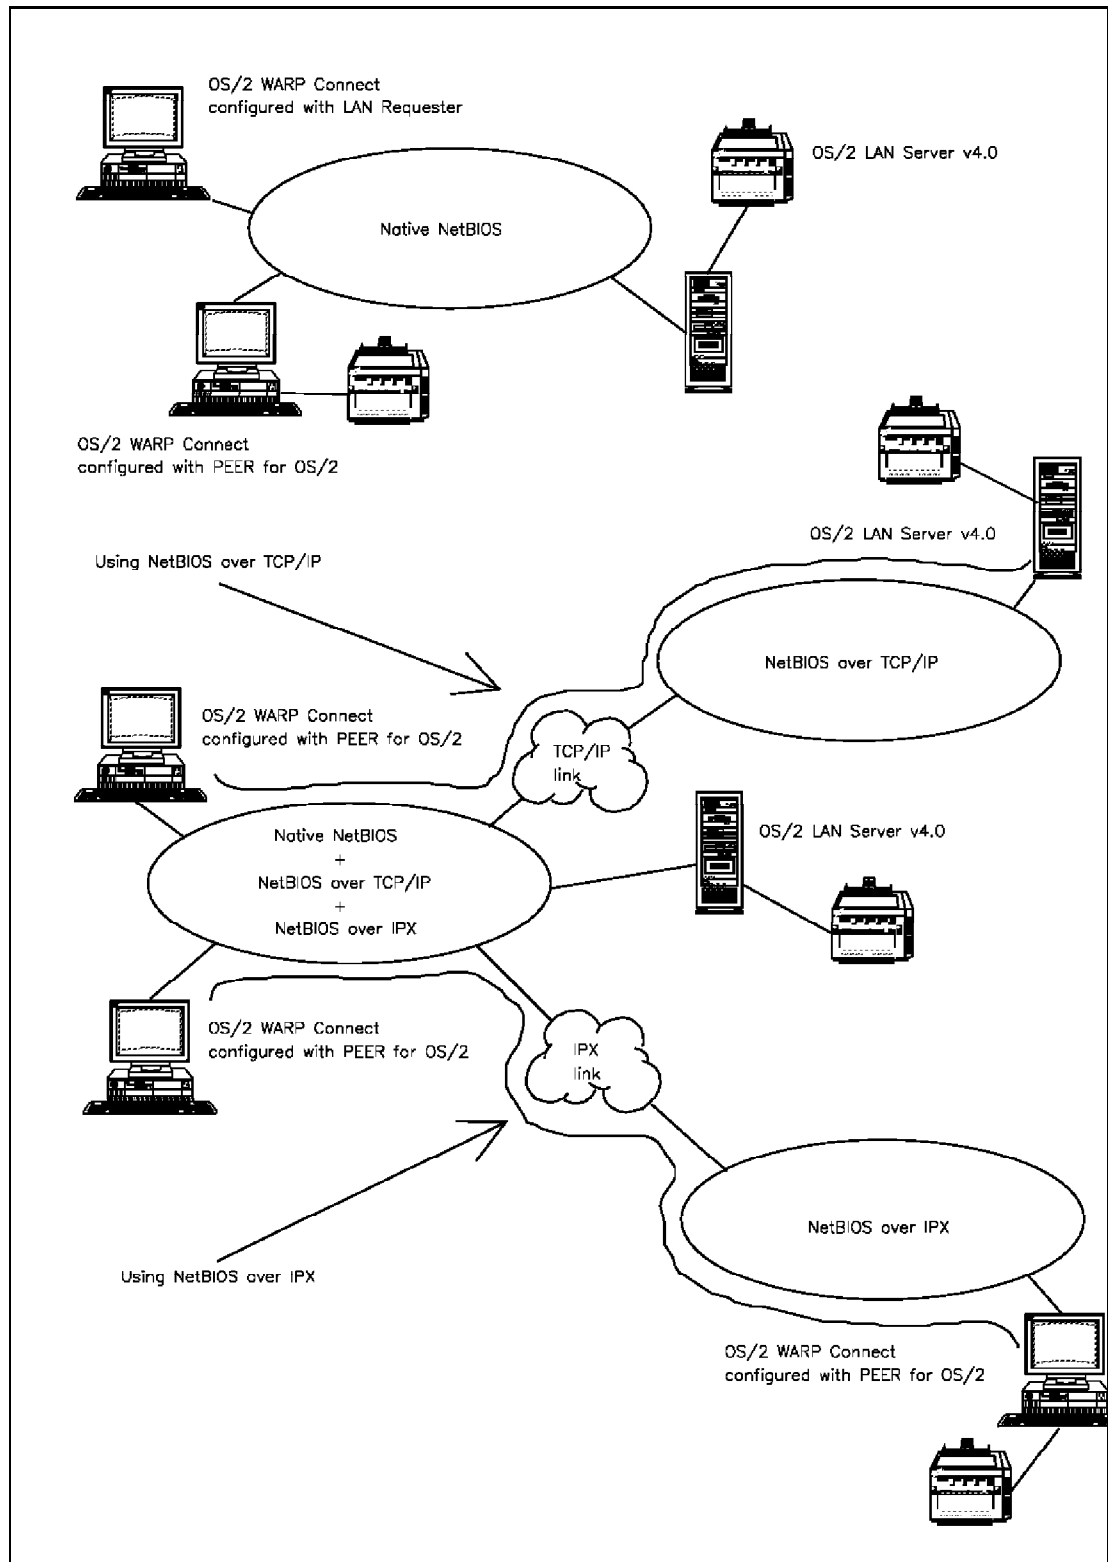 OS/2 WARP Connect
configured with LAN Requester
OS/2 LAN Server v4.0
Native NetBIOS
OS/2 WARP Connect
configured with PEER for OS/2
OS/2 LAN Server v4.0
Using NetBIOS over TCP/IP
NetBIOS over TCP/IP
OS/2 WARP Connect
configured with PEER for OS/2
TCP/IP
link
OS/2 LAN Server v4.0
Native NetBIOS
+
NetBIOS over TCP/IP
+
NetBIOS over IPX
OS/2 WARP Connect
configured with PEER for OS/2
IPX
link
NetBIOS over IPX
Using NetBIOS over IPX
OS/2 WARP Connect
configured with PEER for OS/2